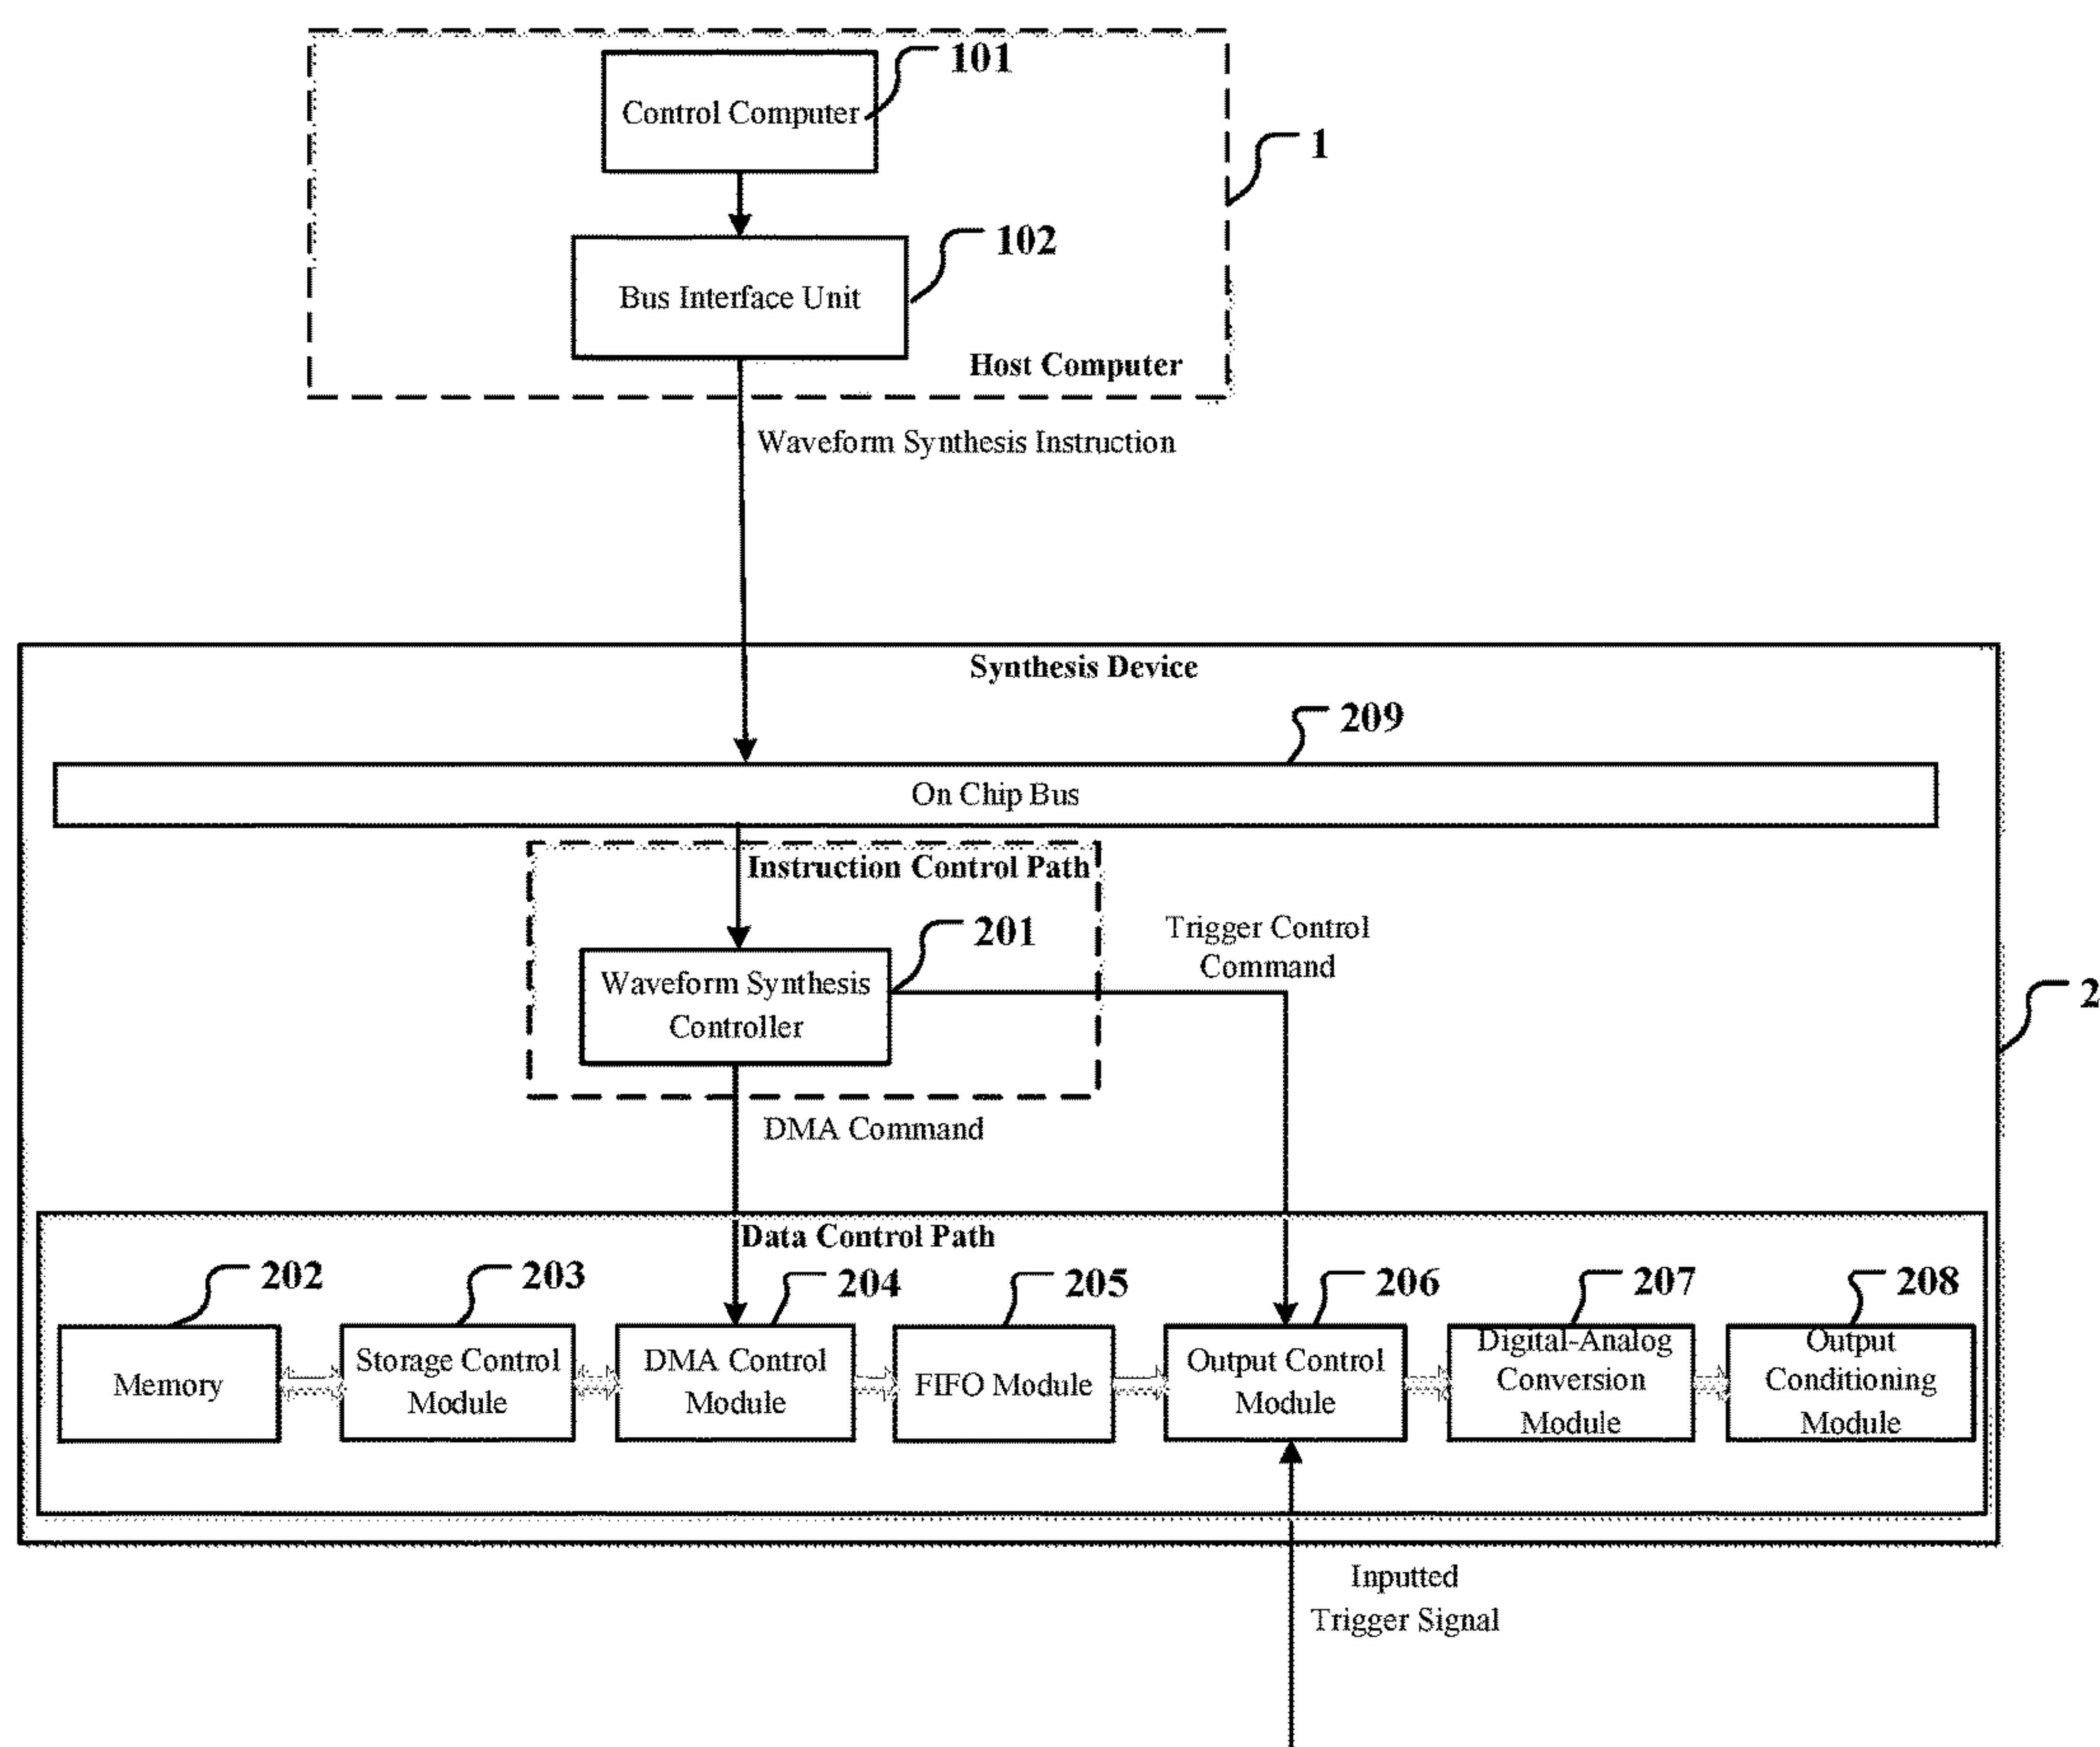 101
Control Computer
1
102
Bus Interface Unit
Host Computer
Waveform Synthesis Instruction
Synthesis Device
209
On Chip Bus
Instruction Control Path
201
Trigger Control
Command
Waveform Synthesis
Controller
2
DMA Command
Data Control Path
202
203
204
205
206
207
208
Memory
Storage Control
Module
DMA Control
Module
FIFO Module
Output Control
Module
Digital-Analog
Conversion
Module
Output
Conditioning
Module
Inputted
Trigger Signal